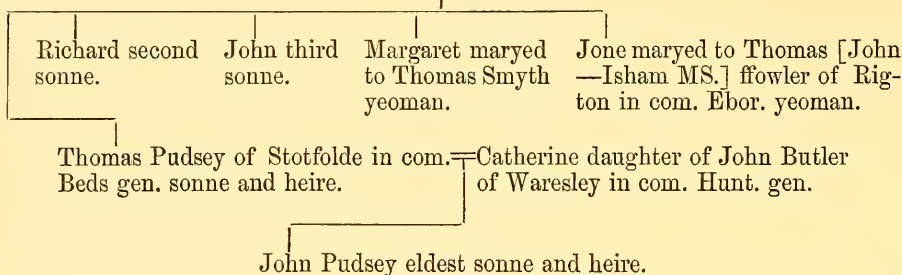 Richard second
sonne.
John third
sonne.
Margaret maryed
to Thomas Smyth
yeoman.
Jone maryed to Thomas [John
—Isham MS.] ffowler of Rig-
ton in com. Ebor. yeoman.
Thomas Pudsey of Stotfolde in com.
Beds gen. sonne and heire.
Catherine daughter of John Butler
of Waresley in com. Hunt. gen.
John Pudsey eldest sonne and heire.